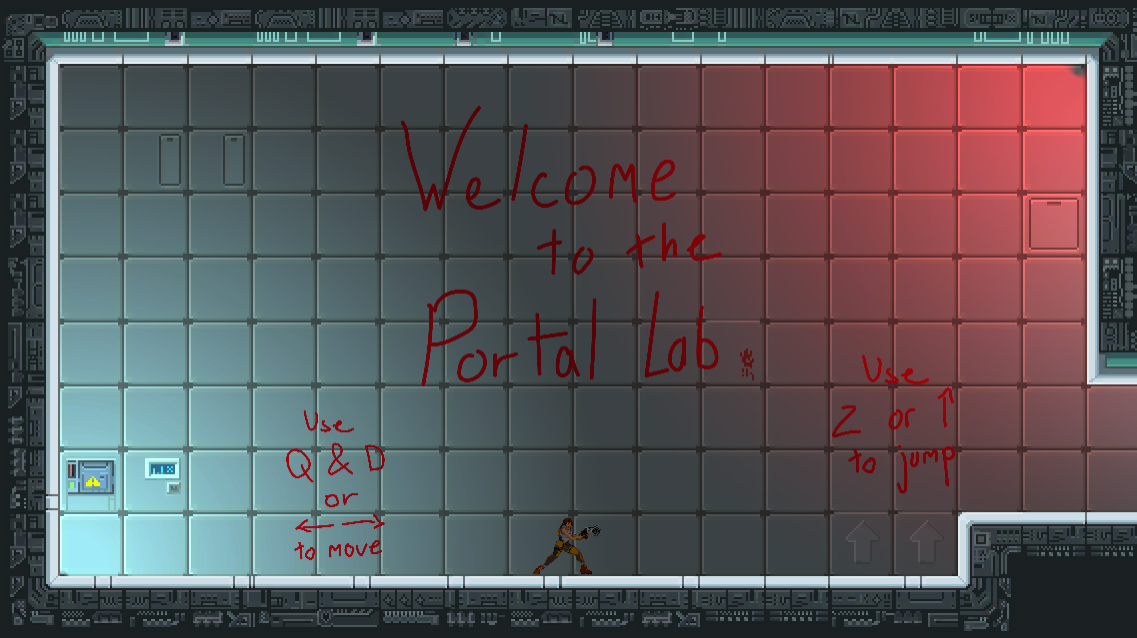 Welcome
to the
Portal Lab
Use
Q & D
or
← →
to move
Use
Z or ↑
to jump